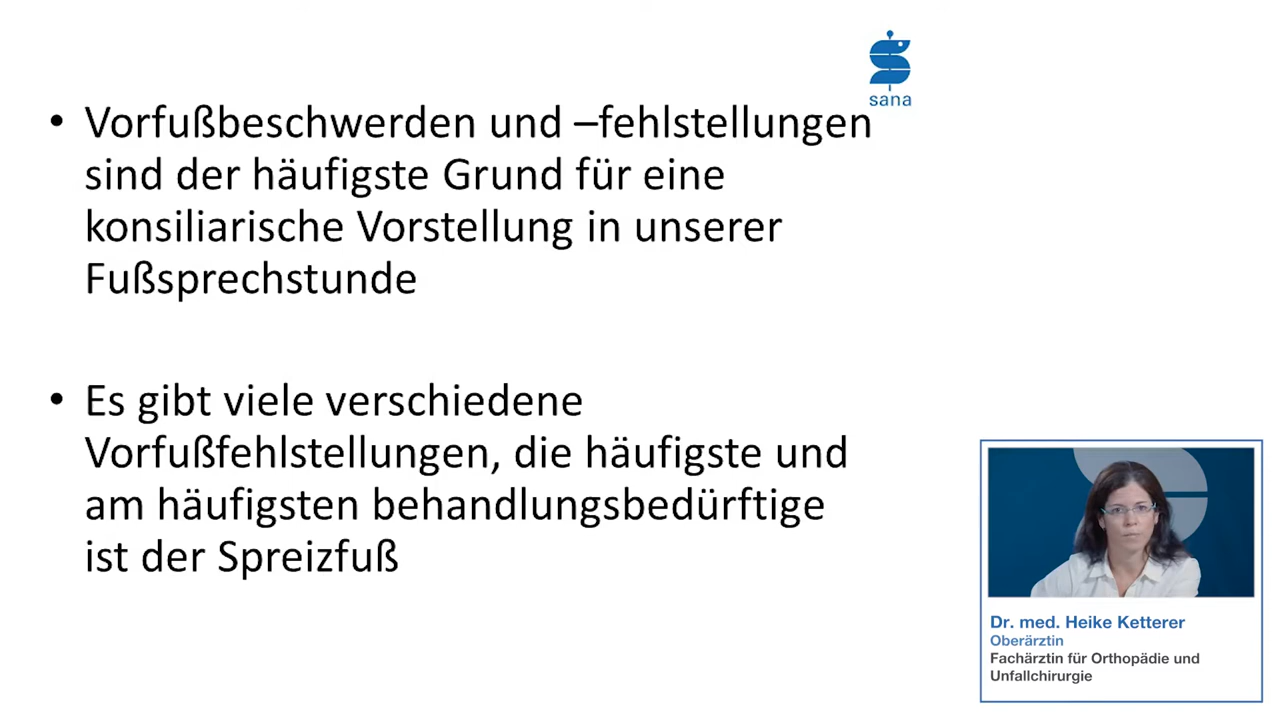 sana
• Vorfußbeschwerden und –fehlstellungen
sind der häufigste Grund für eine
konsiliarische Vorstellung in unserer
Fußsprechstunde
• Es gibt viele verschiedene
Vorfußfehlstellungen, die häufigste und
am häufigsten behandlungsbedürftige
ist der Spreizfuß
Dr. med. Heike Ketterer
Oberärztin
Fachärztin für Orthopädie und
Unfallchirurgie